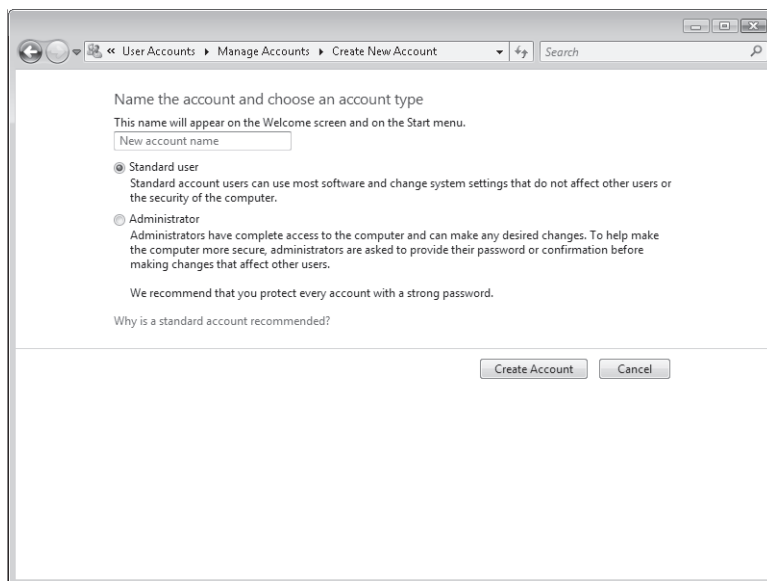 « User Accounts ▸ Manage Accounts ▸ Create New Account
Search
Name the account and choose an account type
This name will appear on the Welcome screen and on the Start menu.
New account name
Standard user
Standard account users can use most software and change system settings that do not affect other users or
the security of the computer.
Administrator
Administrators have complete access to the computer and can make any desired changes. To help make
the computer more secure, administrators are asked to provide their password or confirmation before
making changes that affect other users.
We recommend that you protect every account with a strong password.
Why is a standard account recommended?
Create Account
Cancel